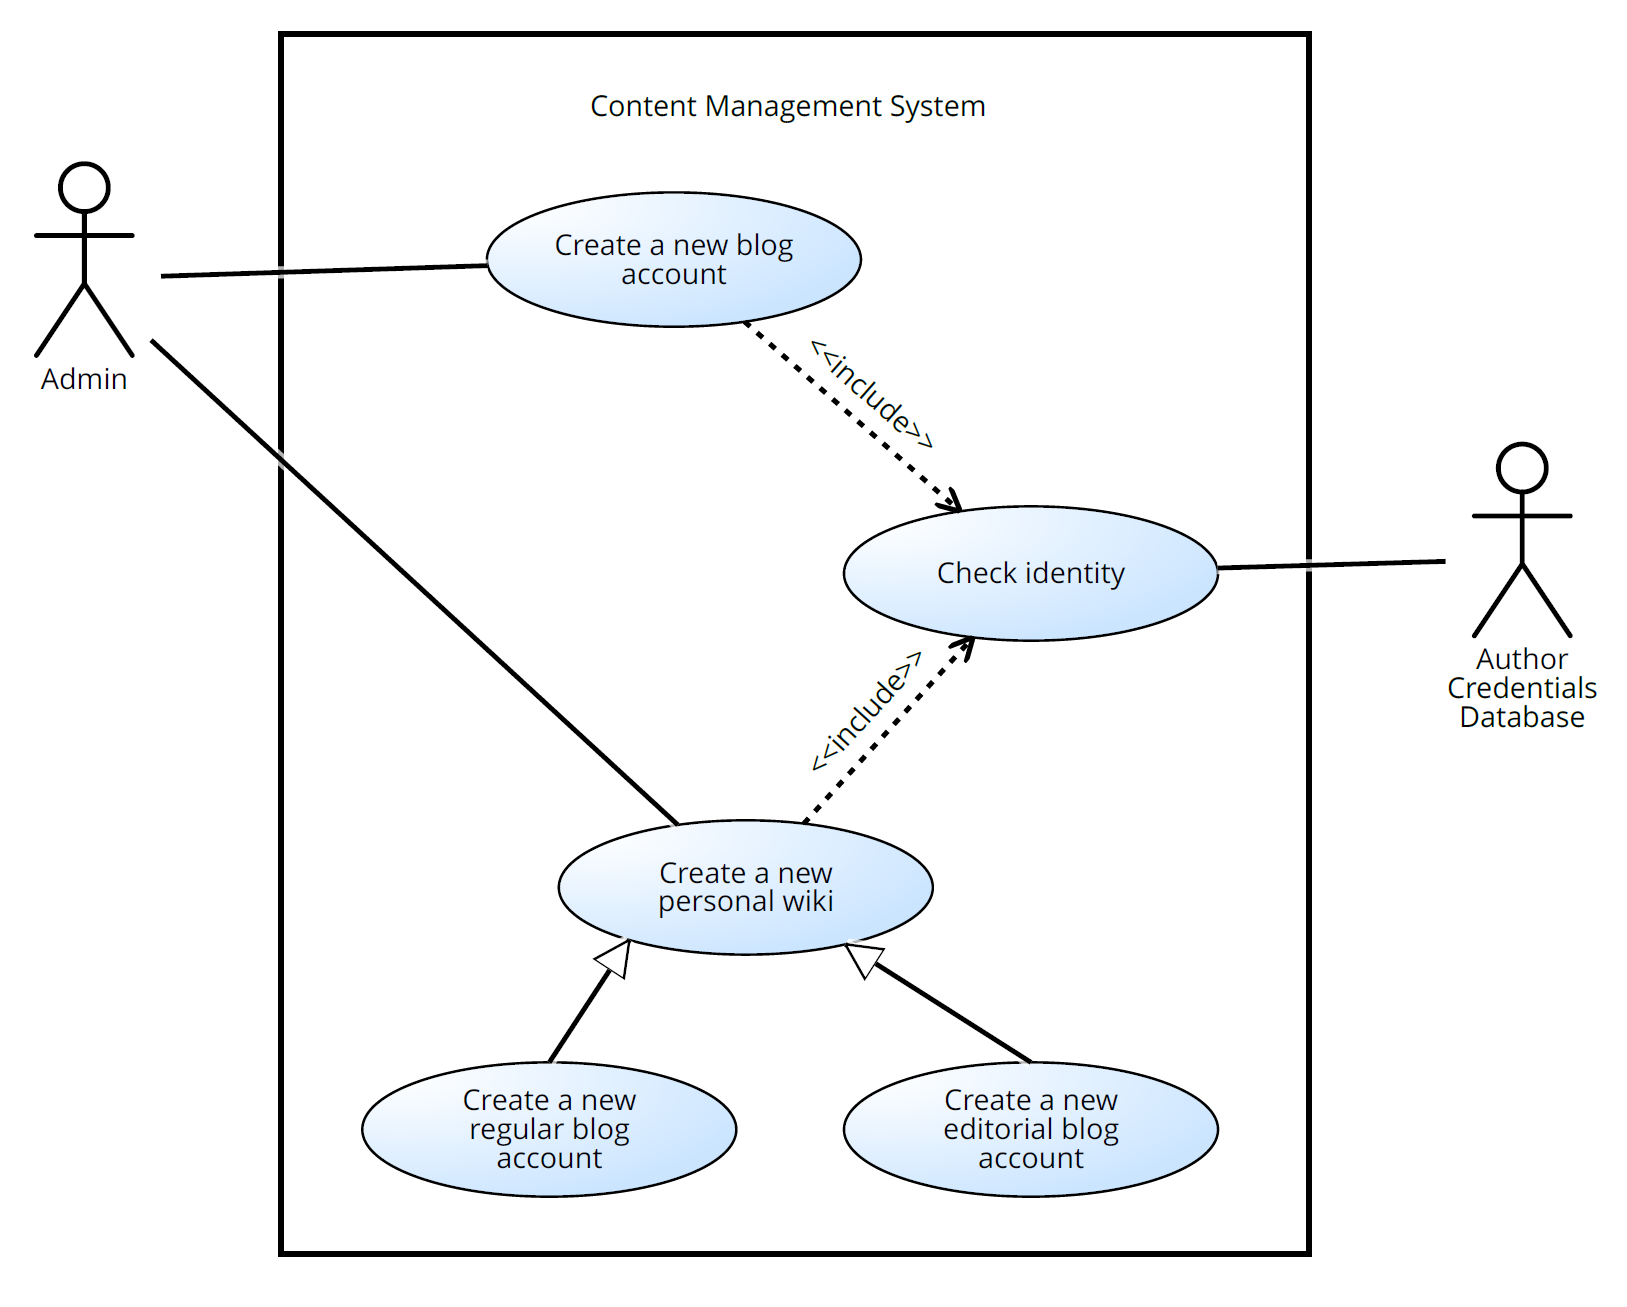 Content Management System
Create a new blog
account
Admin
<<include>>
Check identity
Author
Credentials
Database
<<include>>
Create a new
personal wiki
Create a new
regular blog
account
Create a new
editorial blog
account